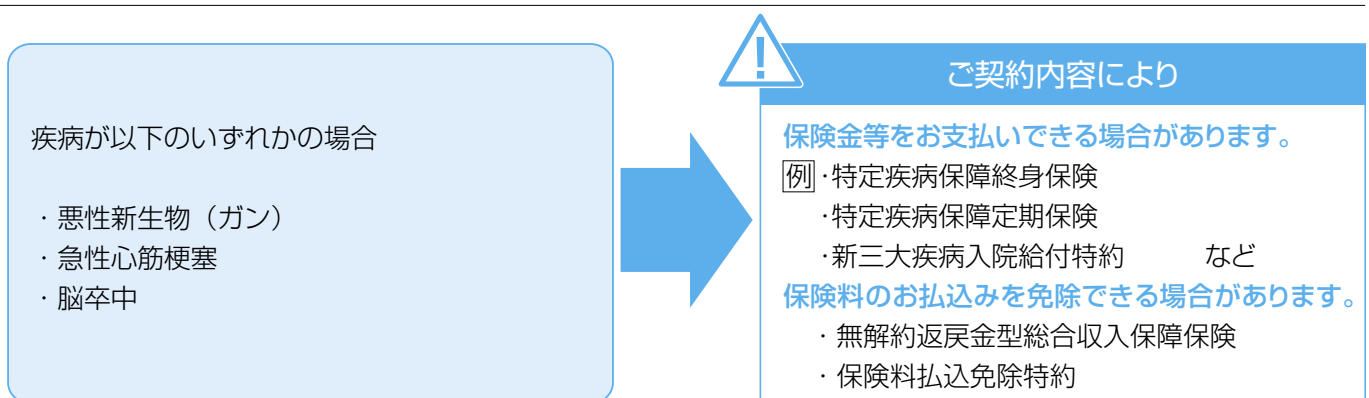 疾病が以下のいずれかの場合
・悪性新生物（ガン）
・急性心筋梗塞
・脳卒中
!
ご契約内容により
保険金等をお支払いできる場合があります。
例・特定疾病保障終身保険
・特定疾病保障定期保険
・新三大疾病入院給付特約 など
保険料のお払込みを免除できる場合があります。
・無解約返戻金型総合収入保障保険
・保険料払込免除特約